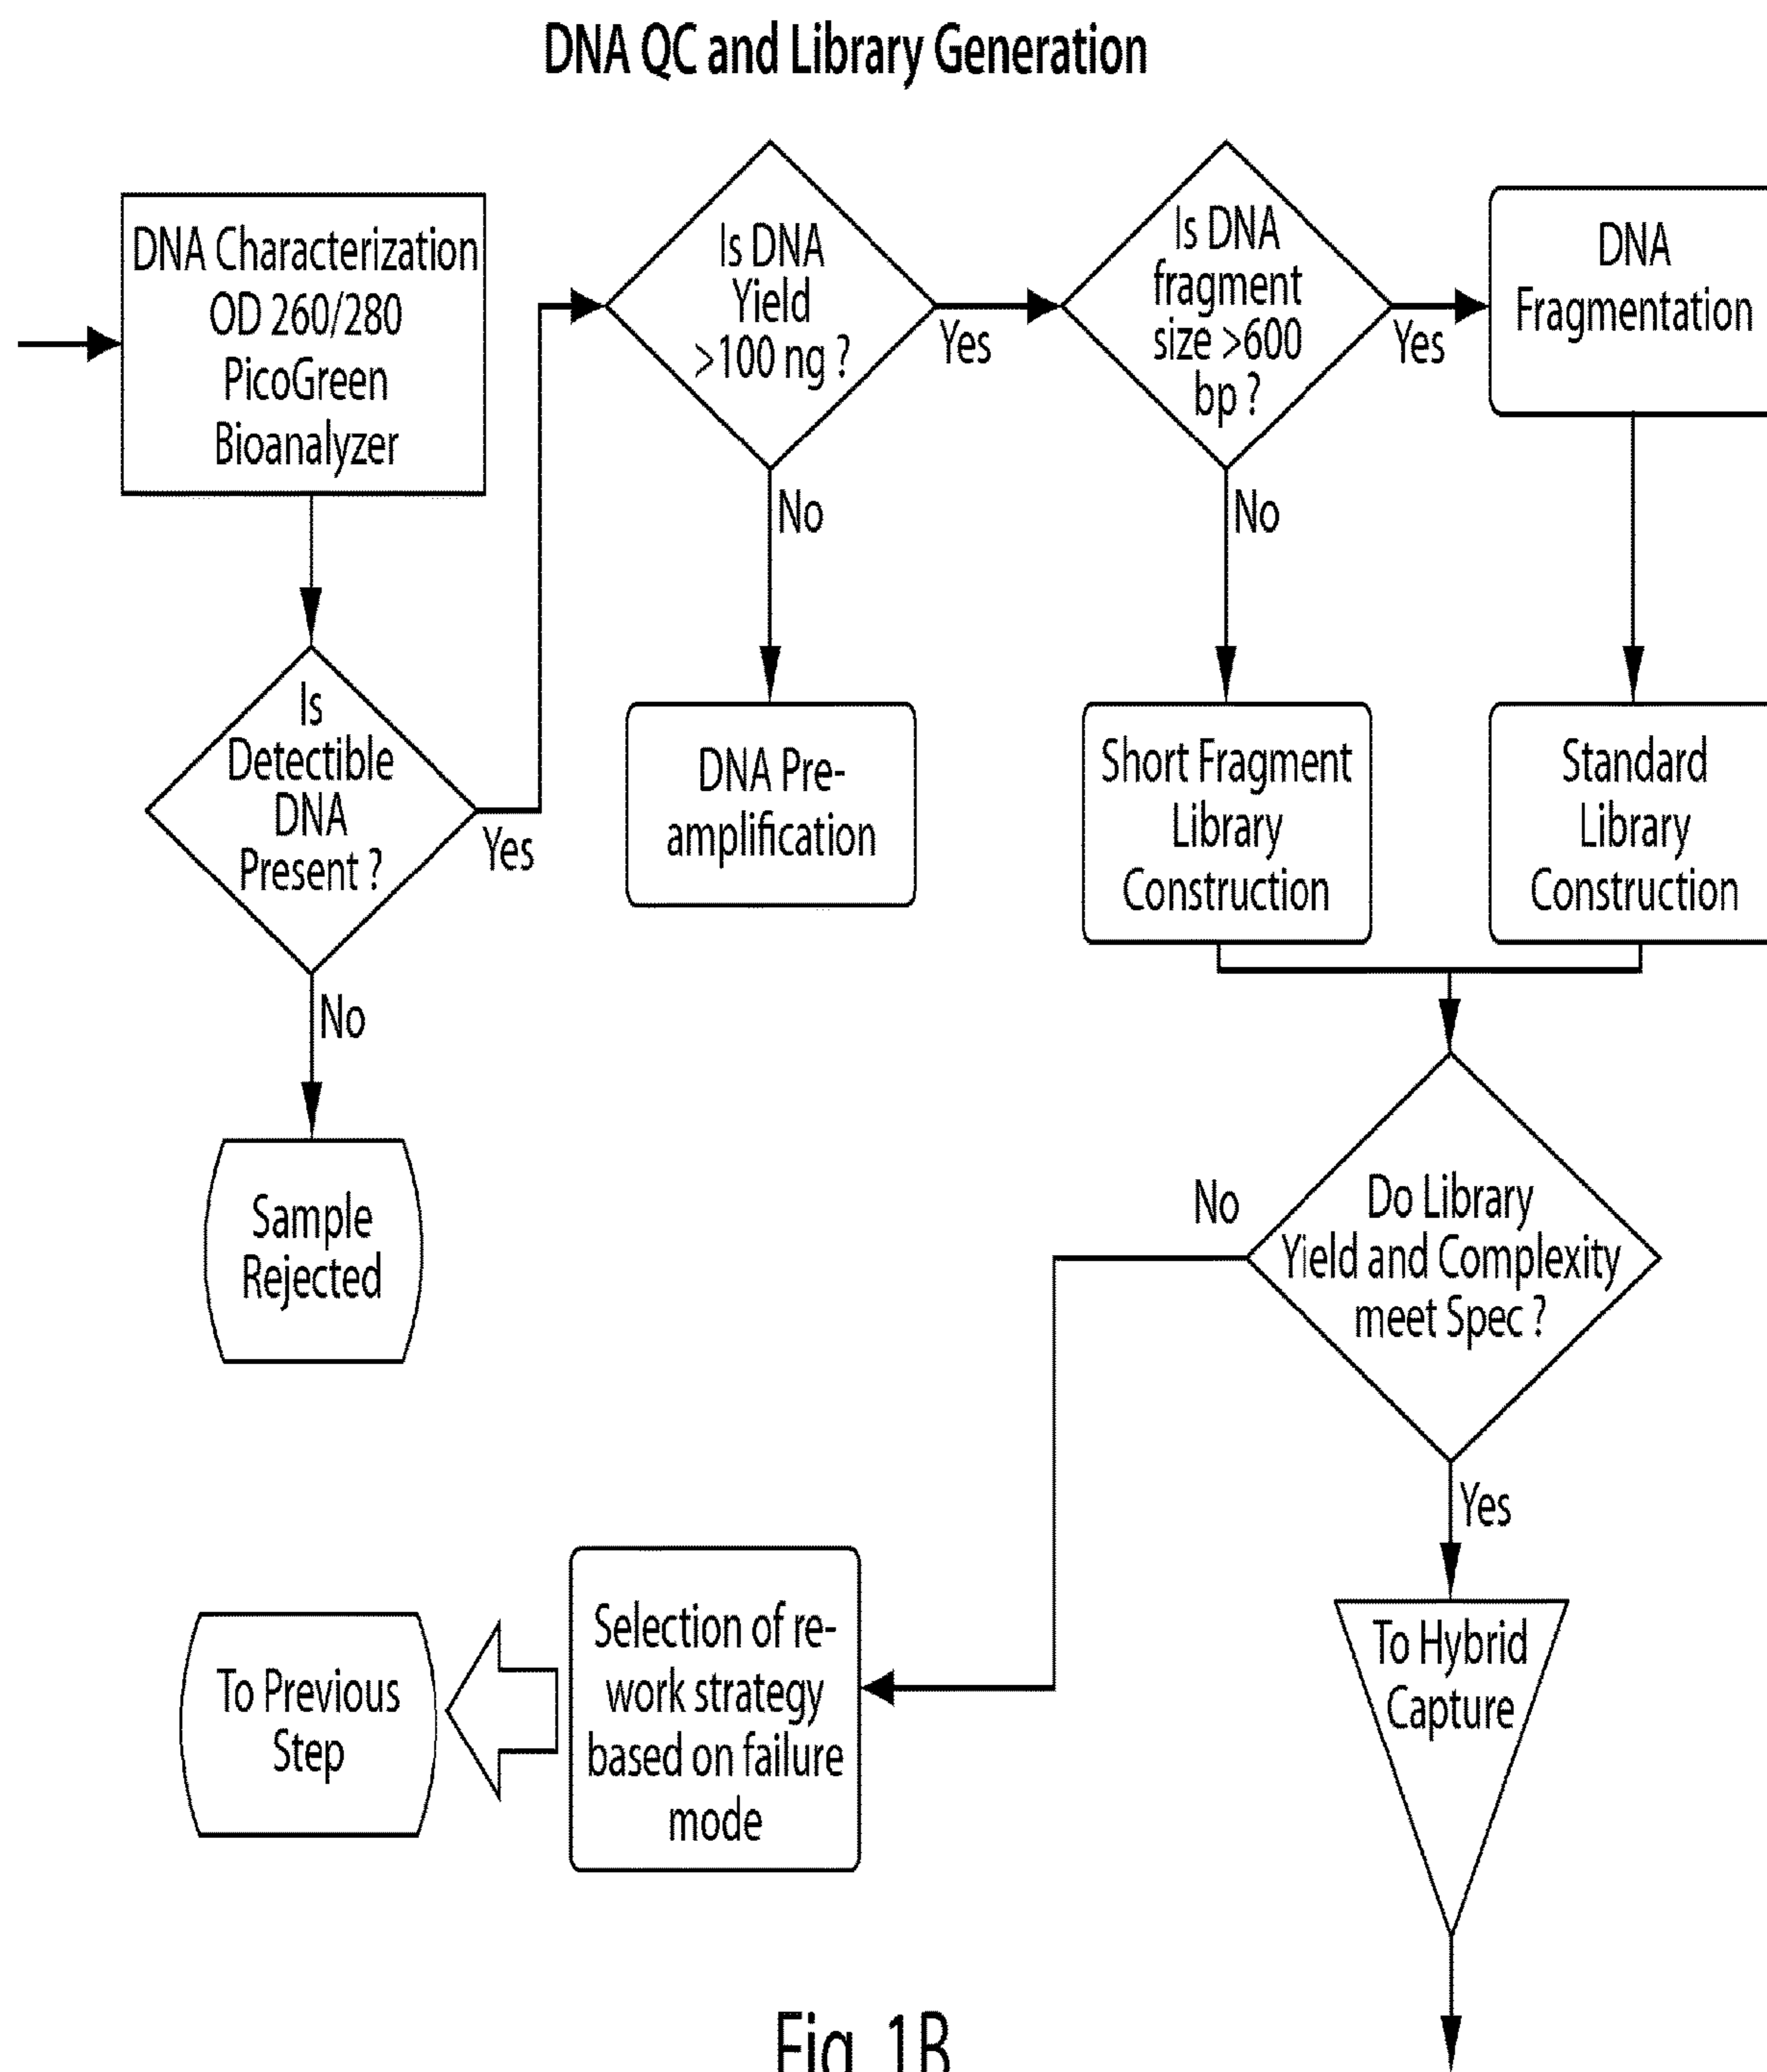 DNA QC and Library Generation
DNA Characterization
OD 260/280
PicoGreen
Bioanalyzer
Is DNA
Yield
>100 ng ?
Yes
No
Is DNA
fragment
size >600
bp ?
Yes
No
DNA
Fragmentation
Is
Detectible
DNA
Present ?
Yes
No
DNA Pre-
amplification
Short Fragment
Library
Construction
Standard
Library
Construction
Sample
Rejected
Do Library
Yield and Complexity
meet Spec ?
No
Yes
Selection of re-
work strategy
based on failure
mode
To Previous
Step
To Hybrid
Capture
Fig. 1B